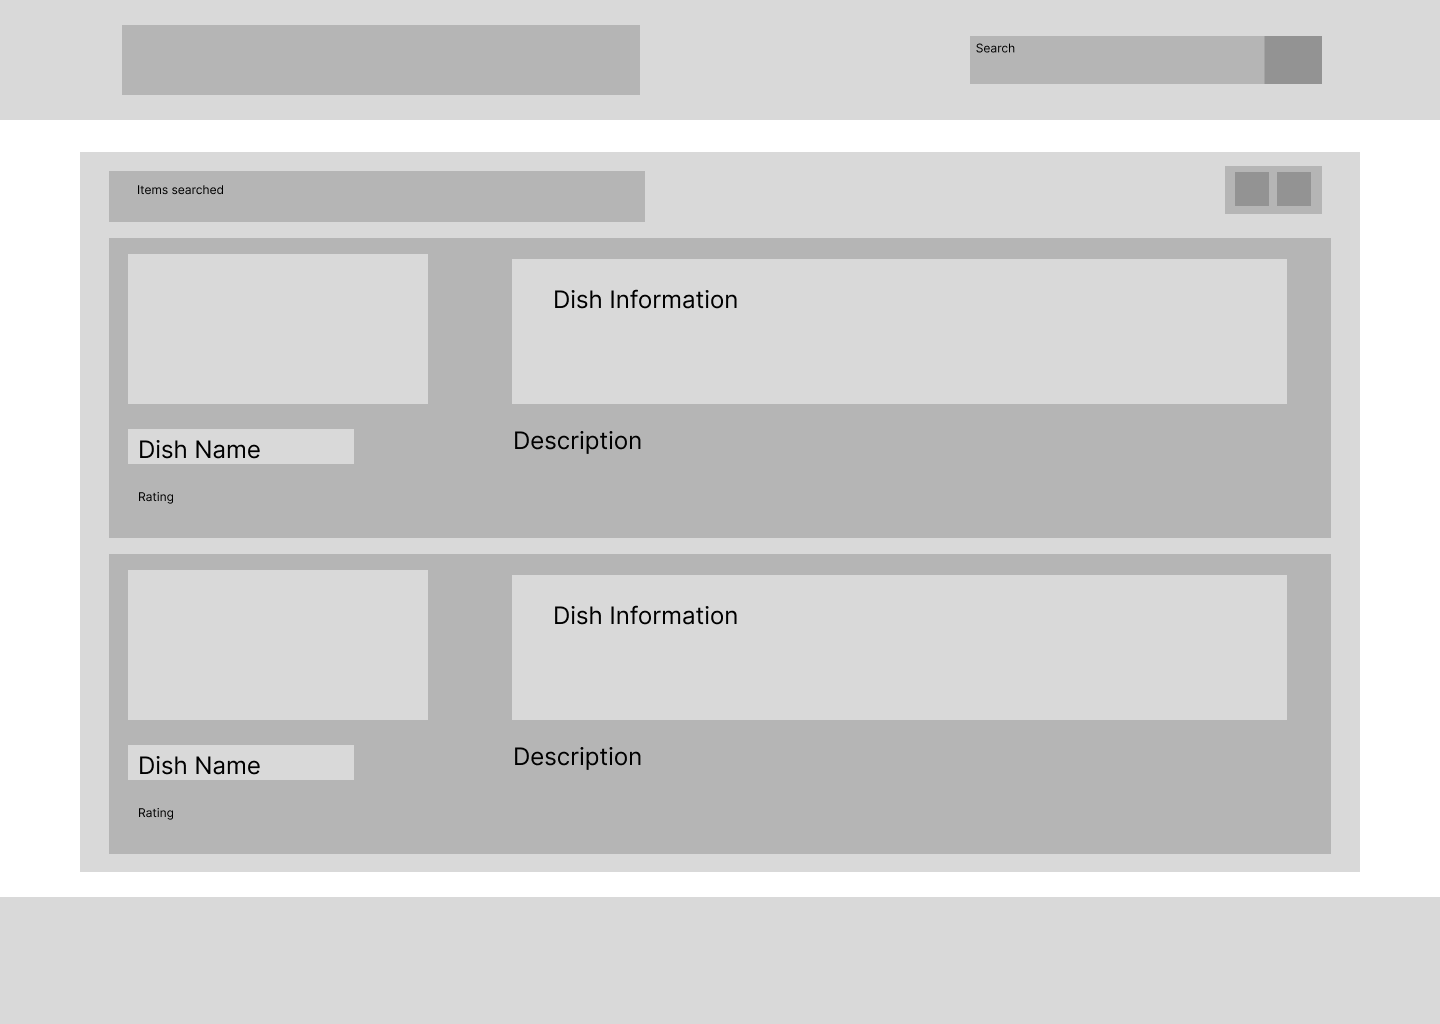 Search
Items searched
Dish Information
Dish Name
Description
Rating
Dish Information
Dish Name
Description
Rating